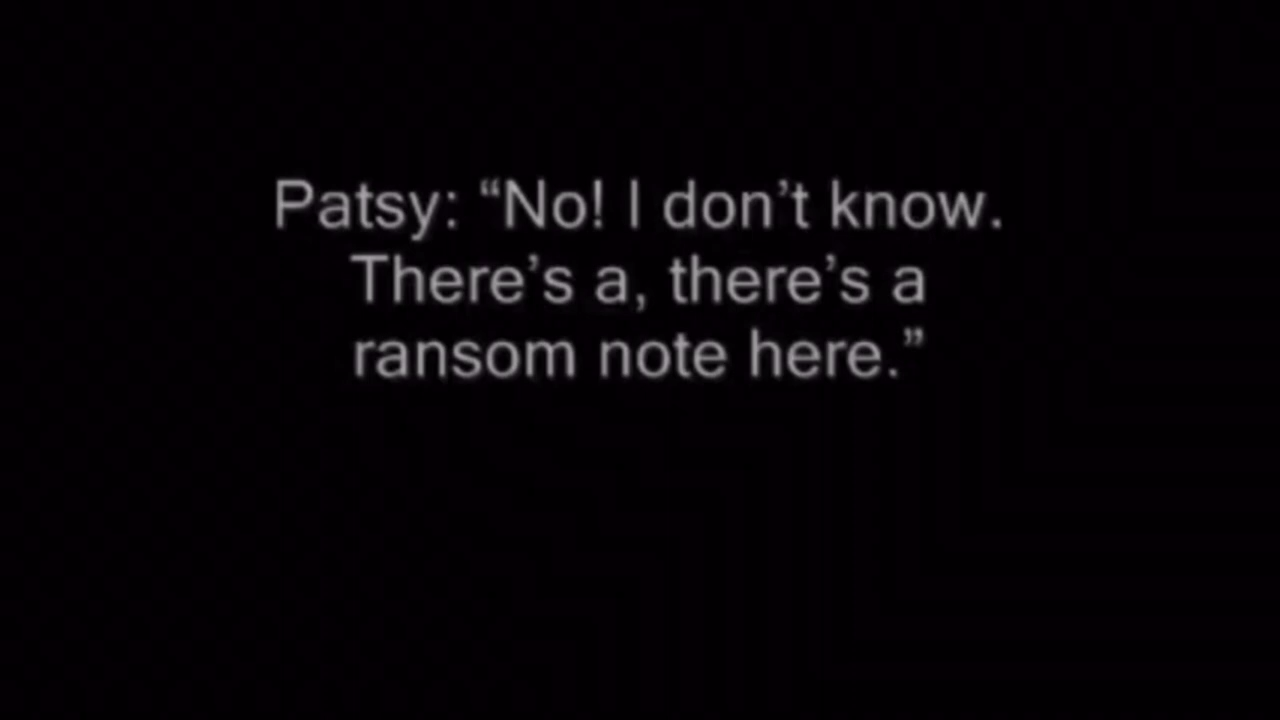 Patsy: “No! I don’t know.
There’s a, there’s a
ransom note here.”